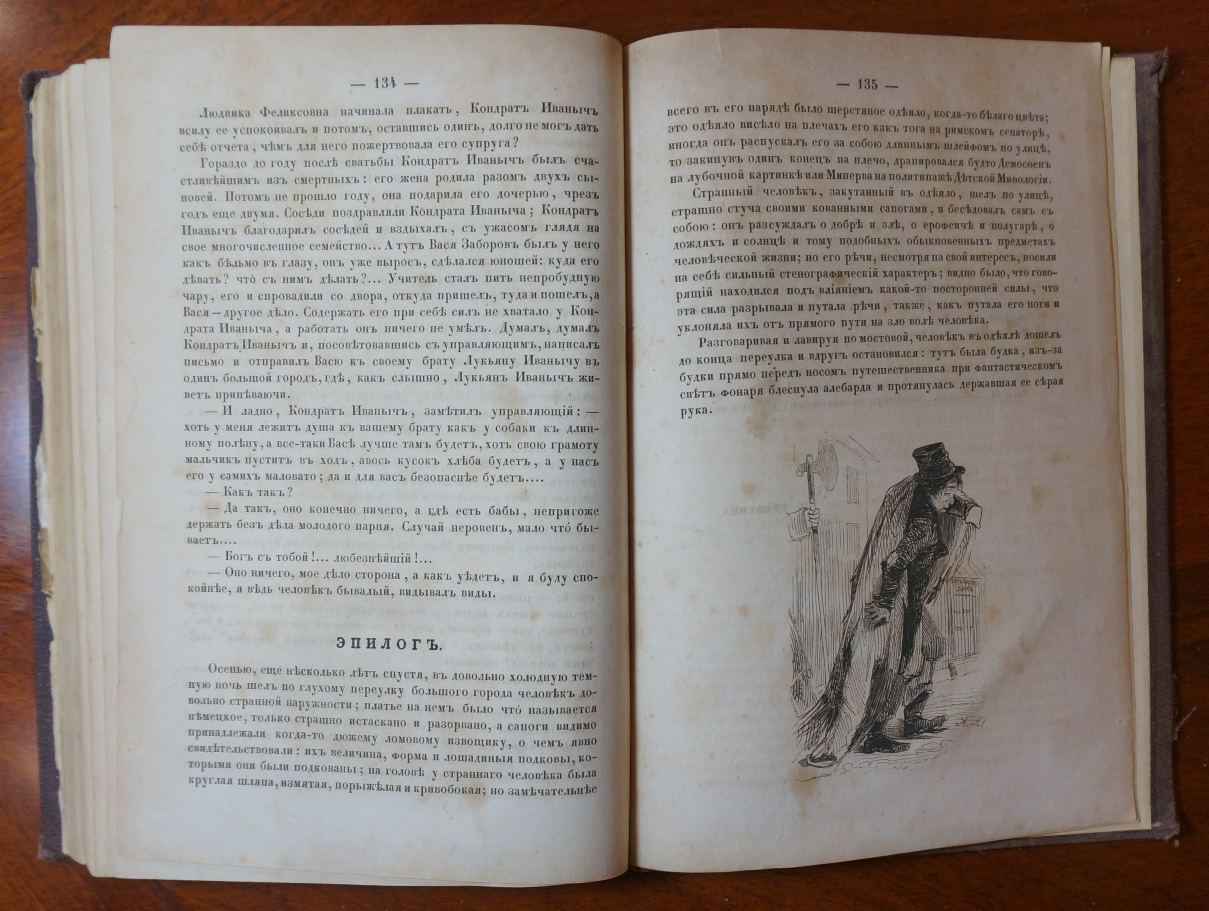 — 134 —
Людвика Феликсовна начинала плакать, Кондратъ Иванычъ
всилу ее успокоивалъ и потомъ, оставшись одинъ, долго не могъ дать
себѣ отчета, чѣмъ для него пожертвовала его супруга?
Гораздо до году послѣ сватьбы Кондратъ Иванычъ былъ сча-
стливѣйшимъ изъ смертныхъ: его жена родила разомъ двухъ сы-
новей. Потомъ не прошло году, она подарила его дочерью, чрезъ
годъ еще двумя. Сосѣди поздравляли Кондрата Иваныча; Кондратъ
Иванычъ благодарилъ сосѣдей и вздыхалъ, съ ужасомъ глядя на
свое многочисленное семейство... А тутъ Вася Заборовъ былъ у него
какъ бѣльмо въ глазу, онъ уже выросъ, сдѣлался юношей: куда его
дѣвать? что́ съ нимъ дѣлать?... Учитель сталъ пить непробудную
чару, его и спровадили со двора, откуда пришелъ, туда и пошелъ, а
Вася — другое дѣло. Содержать его при себѣ силъ не хватало у Кон-
драта Иваныча, а работать онъ ничего не умѣлъ. Думалъ, думалъ
Кондратъ Иванычъ и, посовѣтовавшись съ управляющимъ, написалъ
письмо и отправилъ Васю къ своему брату Лукьяну Иванычу въ
одинъ большой городъ, гдѣ, какъ слышно, Лукьянъ Иванычъ жи-
ветъ припѣваючи.
— И ладно, Кондратъ Иванычъ, замѣтилъ управляющій: —
хоть у меня лежитъ душа къ вашему брату какъ у собаки къ длин-
ному полѣну, а все-таки Васѣ лучше тамъ будетъ, хоть свою грамоту
мальчикъ пуститъ въ ходъ, авось кусокъ хлѣба будетъ, а у насъ
его у самихъ маловато; да и для васъ безопаснѣе будетъ....
— Какъ такъ?
— Да такъ, оно конечно ничего, а гдѣ есть бабы, непригоже
держать безъ дѣла молодого парня. Случай неровенъ, мало что́ бы-
ваетъ....
— Богъ съ тобой!... любезнѣйшій!...
— Оно ничего, мое дѣло сторона, а какъ уѣдетъ, и я буду спо-
койнѣе, я вѣдь человѣкъ бывалый, видывалъ виды.
ЭПИЛОГЪ.
Осенью, еще нѣсколько лѣтъ спустя, въ довольно холодную тем-
ную ночь шелъ по глухому переулку большого города человѣкъ до-
вольно странной наружности; платье на немъ было что́ называется
нѣмецкое, только страшно истаскано и разорвано, а сапоги видимо
принадлежали когда-то дюжему ломовому извощику, о чемъ явно
свидѣтельствовали: ихъ величина, форма и лошадиныя подковы, ко-
торыми они были подкованы; на головѣ у страннаго человѣка была
круглая шляпа, измятая, порыжѣлая и кривобокая; но замѣчательнѣе
— 135 —
всего въ его нарядѣ было шерстяное одѣяло, когда-то бѣлаго цвѣта;
это одѣяло висѣло на плечахъ его какъ тога на римскомъ сенаторѣ,
иногда онъ распускалъ его за собою длиннымъ шлейфомъ по улицѣ,
то закинувъ одинъ конецъ на плечо, драпировался будто Демосѳенъ
на лубочной картинкѣ или Минерва на политипажѣ Дѣтской Миѳологіи.
Странный человѣкъ, закутанный въ одѣяло, шелъ по улицѣ,
страшно стуча своими кованными сапогами, и бесѣдовалъ самъ съ
собою: онъ разсуждалъ о добрѣ и злѣ, о ерофеичѣ и полугарѣ, о
дождяхъ и солнцѣ и тому подобныхъ обыкновенныхъ предметахъ
человѣческой жизни; но его рѣчи, несмотря на свой интересъ, носили
на себѣ сильный стенографическій характеръ; видно было, что гово-
рящій находился подъ вліяніемъ какой-то посторонней силы, что
эта сила разрывала и путала рѣчи, также, какъ путала его ноги и
уклоняла ихъ отъ прямого пути на зло волѣ человѣка.
Разговаривая и лавируя по мостовой, человѣкъ въ одѣялѣ дошелъ
до конца переулка и вдругъ остановился: тутъ была будка, изъ-за
будки прямо передъ носомъ путешественника при фантастическомъ
свѣтѣ фонаря блеснула алебарда и протянулась державшая ее сѣрая
рука.